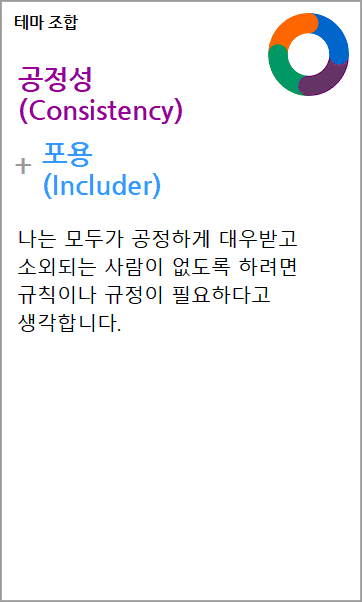 테마 조합
공정성
(Consistency)
+ 포용
(Includer)
나는 모두가 공정하게 대우받고
소외되는 사람이 없도록 하려면
규칙이나 규정이 필요하다고
생각합니다.